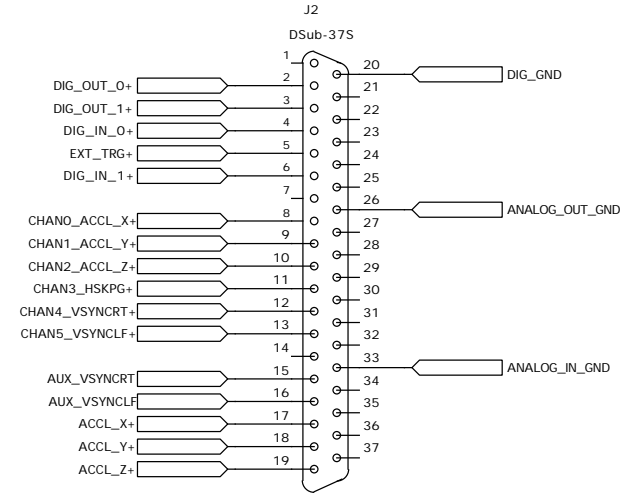 J2
DSub-37S
1
20
DIG_OUT_0+ 2
DIG_GND
21
DIG_OUT_1+ 3
22
DIG_IN_0+ 4
23
EXT_TRG+ 5
24
DIG_IN_1+ 6
25
7
26
ANALOG_OUT_GND
CHAN0_ACCL_X+ 8
27
CHAN1_ACCL_Y+ 9
28
CHAN2_ACCL_Z+ 10
29
CHAN3_HSKPG+ 11
30
CHAN4_VSYNCRT+ 12
31
CHAN5_VSYNCLF+ 13
32
14
33
ANALOG_IN_GND
AUX_VSYNCRT 15
34
AUX_VSYNCLF 16
35
ACCL_X+ 17
36
ACCL_Y+ 18
37
ACCL_Z+ 19